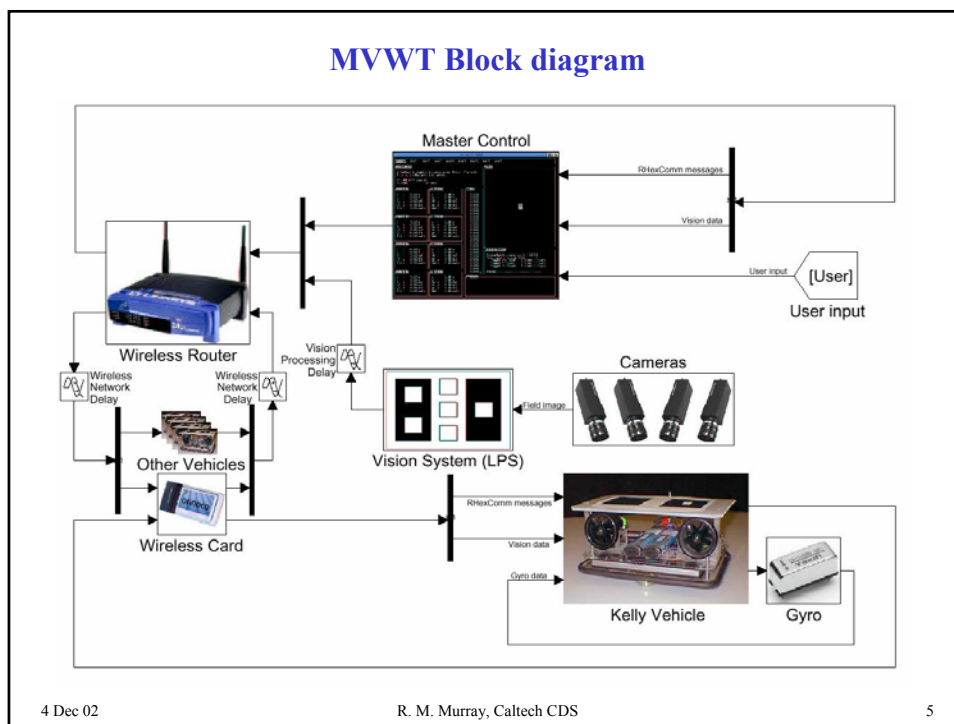 MVWT Block diagram
Master Control
RHexComm messages
Vision data
User input
[User]
User input
Wireless Router
Wireless
Network
Delay
Wireless
Network
Delay
Vision
Processing
Delay
Cameras
Field image
Vision System (LPS)
Other Vehicles
Wireless Card
RHexComm messages
Vision data
Gyro data
Kelly Vehicle
Gyro
4 Dec 02
R. M. Murray, Caltech CDS
5